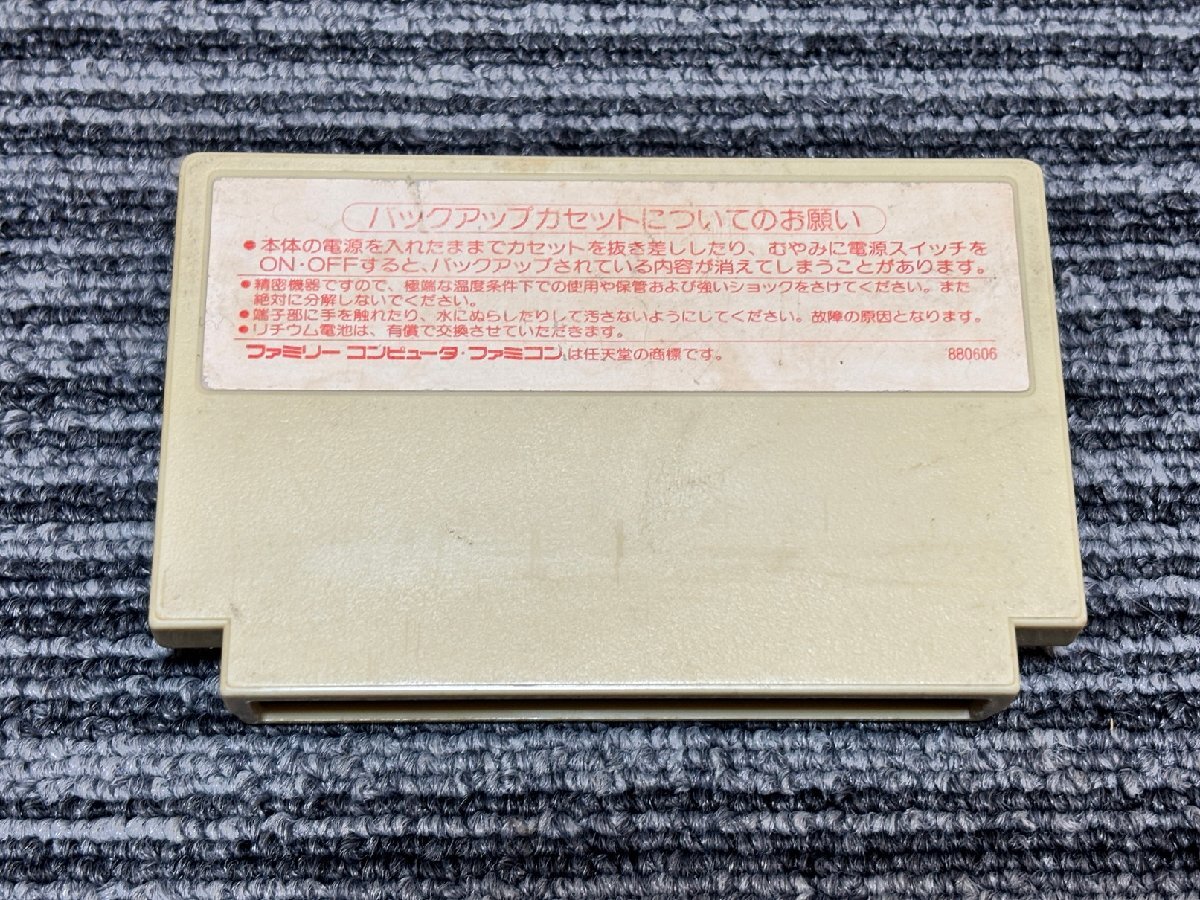 バックアップカセットについてのお願い
●本体の電源を入れたままでカセットを抜き差ししたり、むやみに電源スイッチを
ON・OFFすると、バックアップされている内容が消えてしまうことがあります。
●精密機器ですので、極端な温度条件下での使用や保管および強いショックをさけてください。また
絶対に分解しないでください。
●端子部に手を触れたり、水にぬらしたりして汚さないようにしてください。故障の原因となります。
●リチウム電池は、有償で交換させていただきます。
ファミリーコンピュータ・ファミコンは任天堂の商標です。 880606